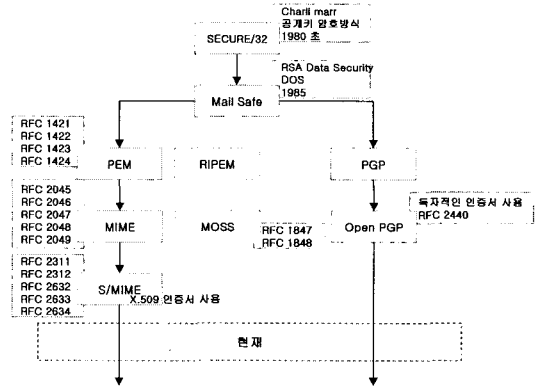 Charli marr
공개키 암호방식
1980 초
SECURE/32
RSA Data Security
DOS
1985
Mail Safe
RFC 1421
RFC 1422
RFC 1423
RFC 1424
PEM
RIPEM
PGP
RFC 2045
RFC 2046
RFC 2047
RFC 2048
RFC 2049
MIME
MOSS
RFC 1847
RFC 1848
Open PGP
독자적인 인증서 사용
RFC 2440
RFC 2311
RFC 2312
RFC 2632
RFC 2633
RFC 2634
S/MIME
X.509 인증서 사용
현재